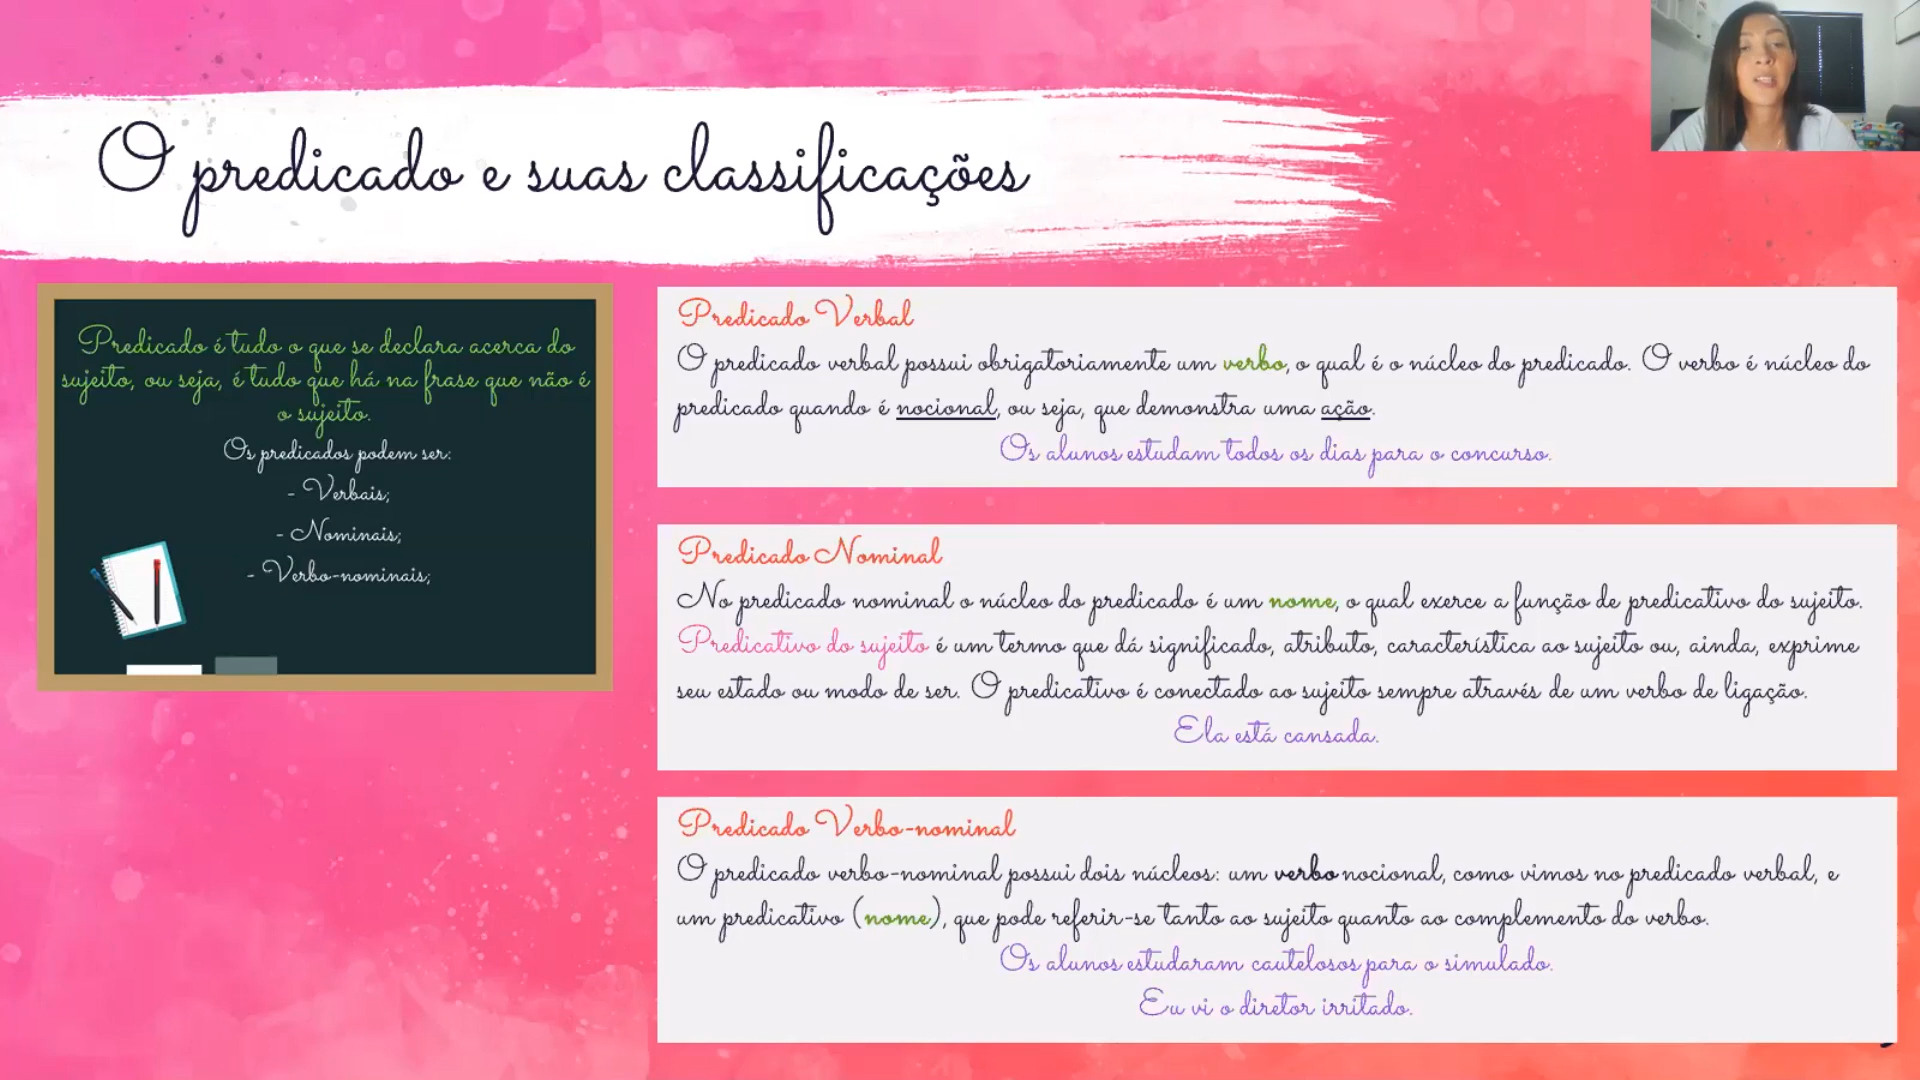 O predicado e suas classificações
Predicado é tudo o que se declara acerca do
sujeito, ou seja, é tudo que há na frase que não é
o sujeito.
Os predicados podem ser:
- Verbais;
- Nominais;
- Verbo-nominais;
Predicado Verbal
O predicado verbal possui obrigatoriamente um verbo, o qual é o núcleo do predicado. O verbo é núcleo do
predicado quando é nocional, ou seja, que demonstra uma ação.
Os alunos estudam todos os dias para o concurso.
Predicado Nominal
No predicado nominal o núcleo do predicado é um nome, o qual exerce a função de predicativo do sujeito.
Predicativo do sujeito é um termo que dá significado, atributo, característica ao sujeito ou, ainda, exprime
seu estado ou modo de ser. O predicativo é conectado ao sujeito sempre através de um verbo de ligação.
Ela está cansada.
Predicado Verbo-nominal
O predicado verbo-nominal possui dois núcleos: um verbo nocional, como vimos no predicado verbal, e
um predicativo (nome), que pode referir-se tanto ao sujeito quanto ao complemento do verbo.
Os alunos estudaram cautelosos para o simulado.
Eu vi o diretor irritado.